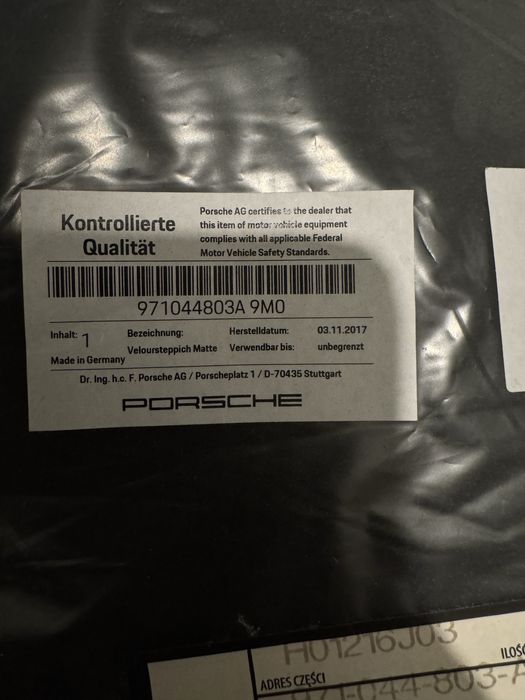 Kontrollierte
Qualität
Porsche AG certifies to the dealer that
this item of motor vehicle equipment
complies with all applicable Federal
Motor Vehicle Safety Standards.
971044803A 9M0
Inhalt: 1
Bezeichnung:
Herstelldatum: 03.11.2017
Veloursteppich Matte
Verwendbar bis: unbegrenzt
Made in Germany
Dr. Ing. h.c. F. Porsche AG / Porscheplatz 1 / D-70435 Stuttgart
PORSCHE
H01216J03
ADRES CZĘŚCI
044-803-A